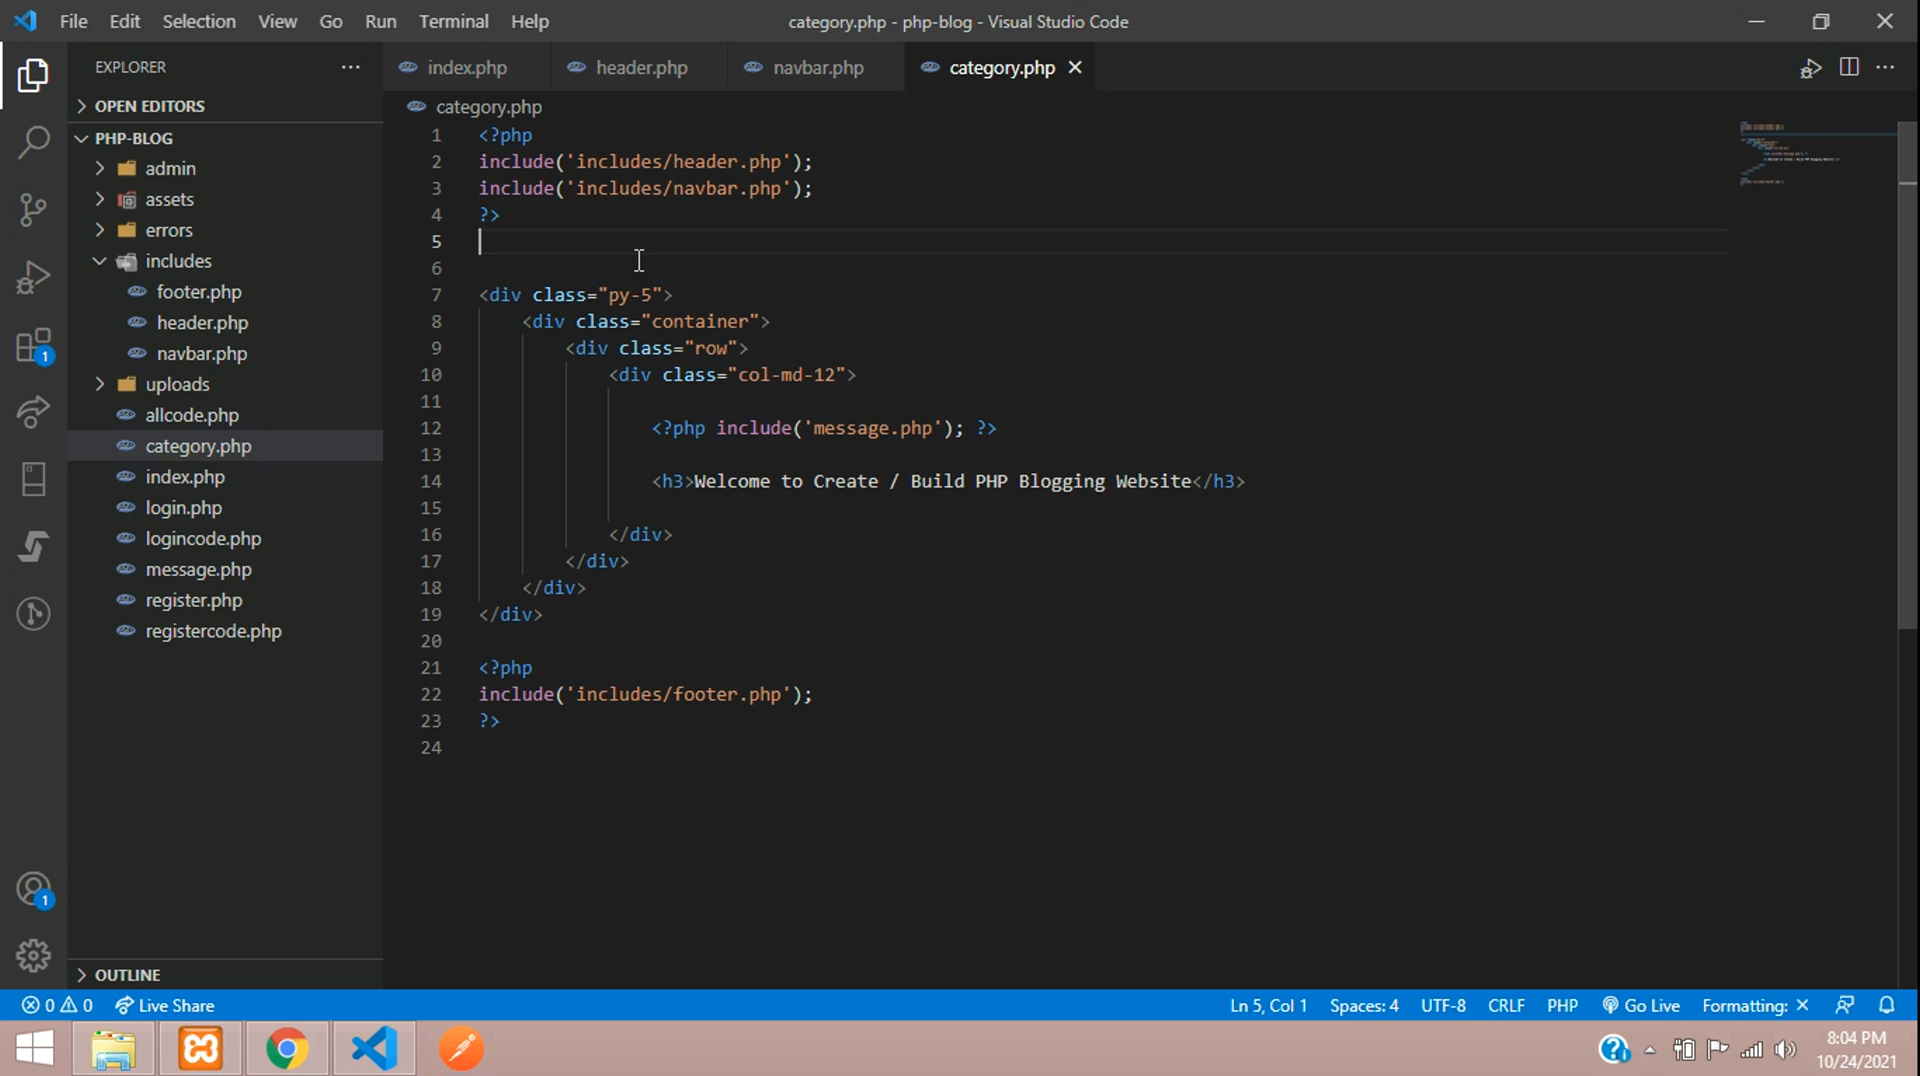 File Edit Selection View Go Run Terminal Help
category.php - php-blog - Visual Studio Code
EXPLORER
OPEN EDITORS
PHP-BLOG
admin
assets
errors
includes
footer.php
header.php
navbar.php
uploads
allcode.php
category.php
index.php
login.php
logincode.php
message.php
register.php
registercode.php
OUTLINE
1
1
index.php header.php navbar.php category.php
category.php
1 <?php
2 include('includes/header.php');
3 include('includes/navbar.php');
4 ?>
5
6
7 <div class="py-5">
8 <div class="container">
9 <div class="row">
10 <div class="col-md-12">
11
12 <?php include('message.php'); ?>
13
14 <h3>Welcome to Create / Build PHP Blogging Website</h3>
15
16 </div>
17 </div>
18 </div>
19 </div>
20
21 <?php
22 include('includes/footer.php');
23 ?>
24
0 0 Live Share Ln 5, Col 1 Spaces: 4 UTF-8 CRLF PHP Go Live Formatting: ×
8:04 PM
10/24/2021